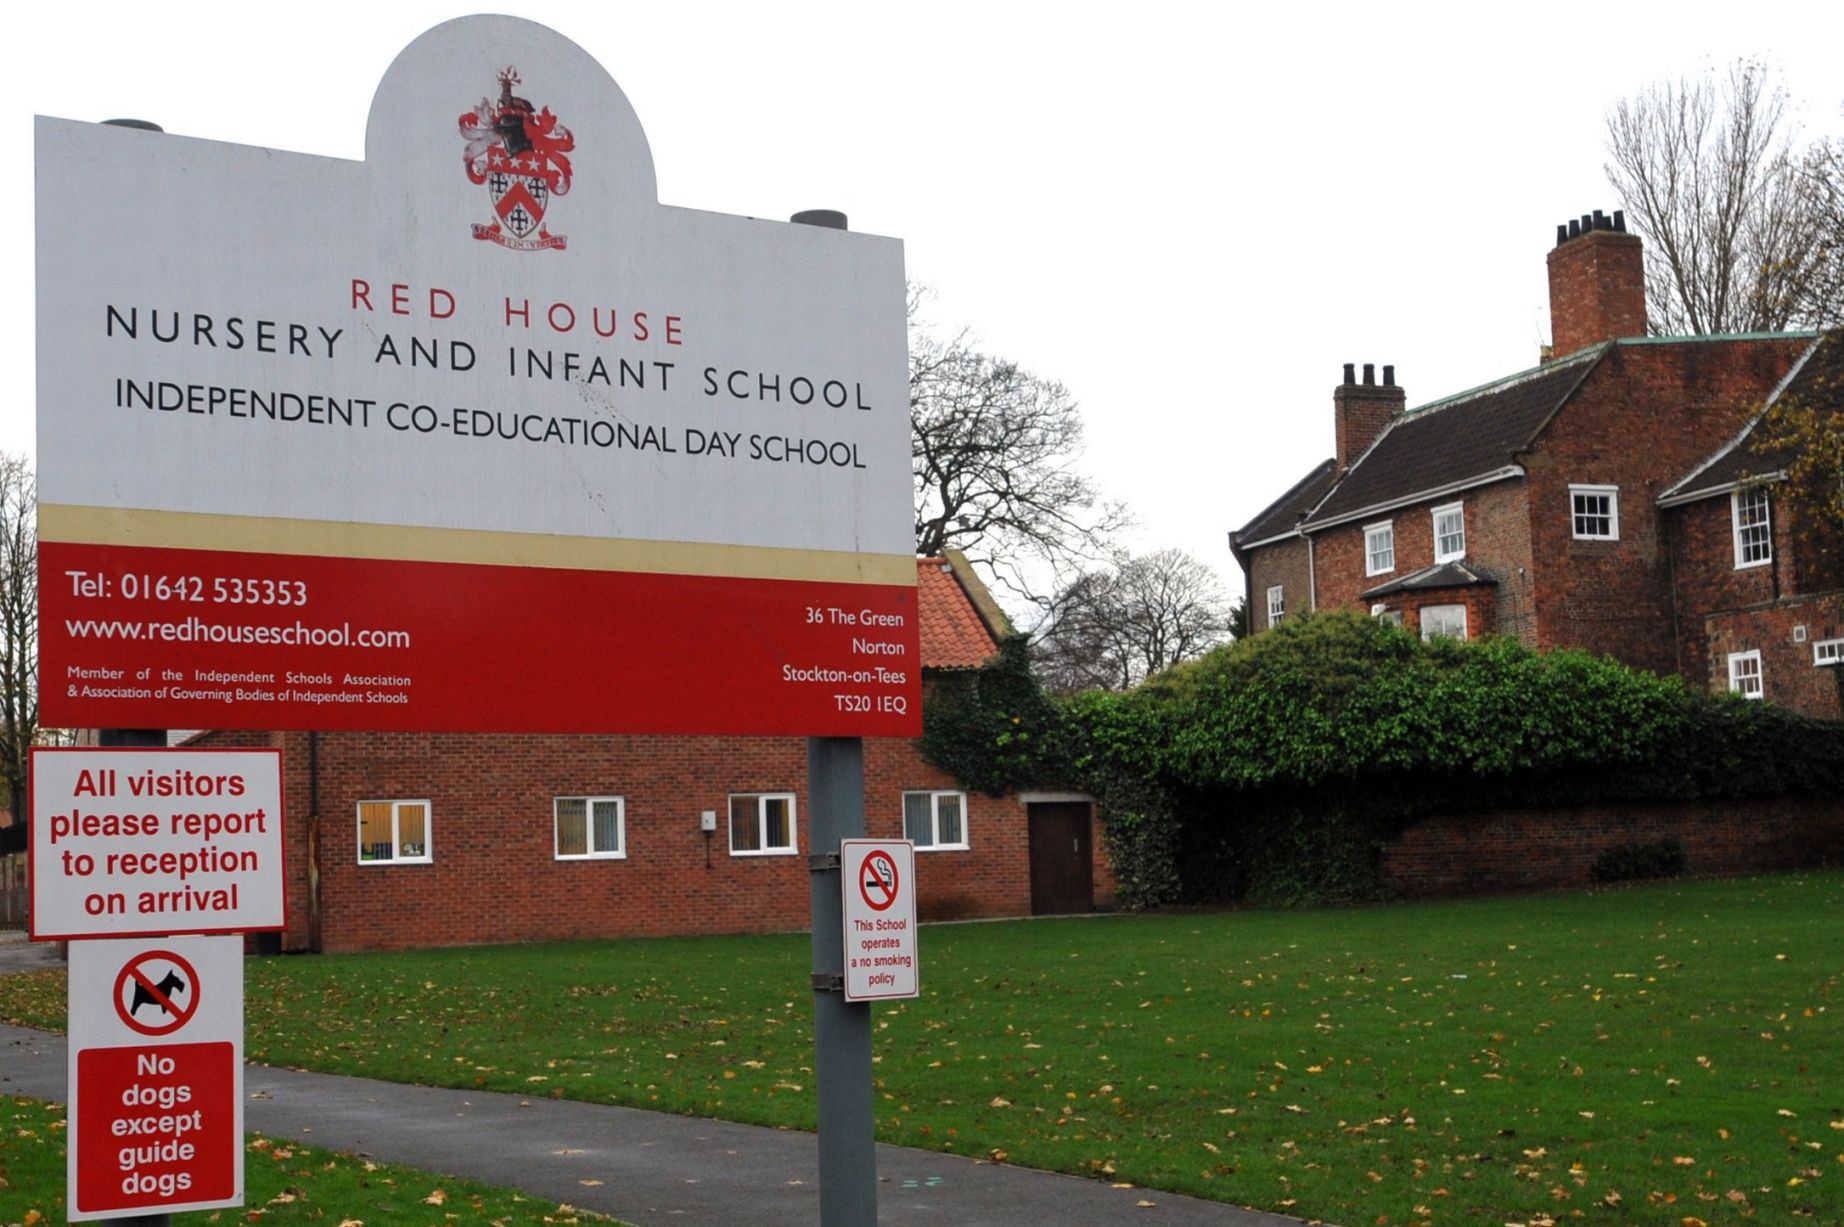 RED HOUSE
NURSERY AND INFANT SCHOOL
INDEPENDENT CO-EDUCATIONAL DAY SCHOOL
Tel: 01642 535353
www.redhouseschool.com
Member of the Independent Schools Association
& Association of Governing Bodies of Independent Schools
36 The Green
Norton
Stockton-on-Tees
TS20 1EQ
All visitors
please report
to reception
on arrival
No
dogs
except
guide
dogs
This School
operates
a no smoking
policy